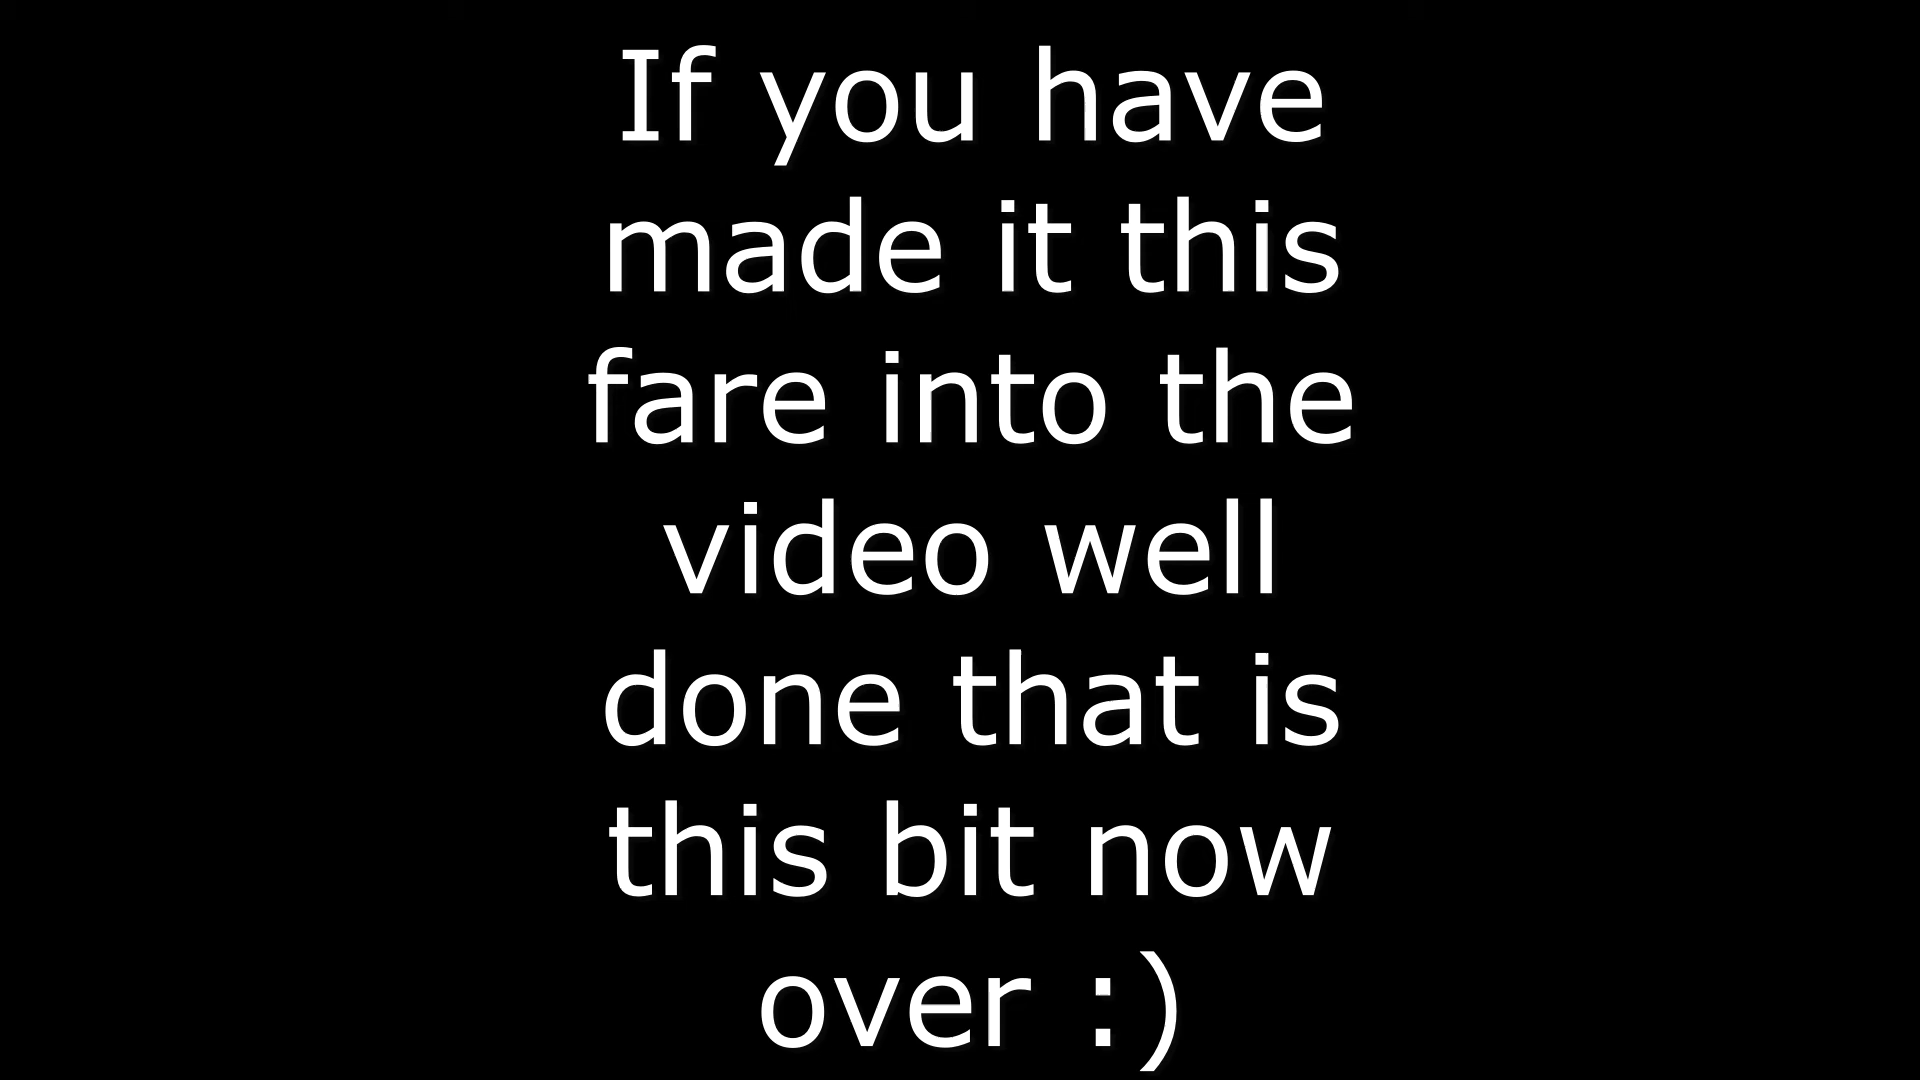 If you have
made it this
fare into the
video well
done that is
this bit now
over :)